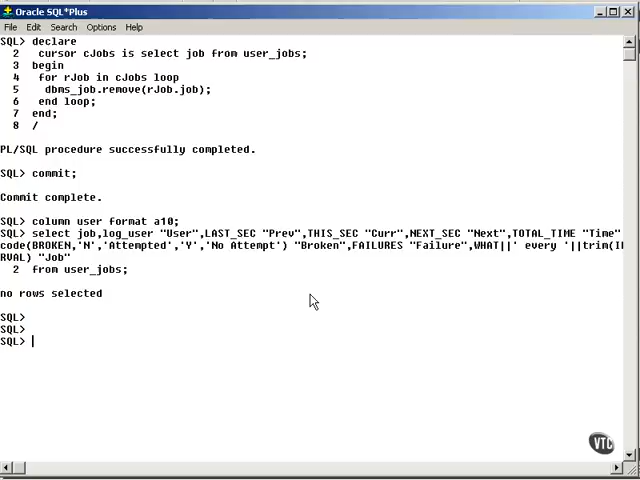 Oracle SQL*Plus
File Edit Search Options Help
SQL> declare
2 cursor cJobs is select job from user_jobs;
3 begin
4 for rJob in cJobs loop
5 dbms_job.remove(rJob.job);
6 end loop;
7 end;
8 /
PL/SQL procedure successfully completed.
SQL> commit;
Commit complete.
SQL> column user format a10;
SQL> select job,log_user "User",LAST_SEC "Prev",THIS_SEC "Curr",NEXT_SEC "Next",TOTAL_TIME "Time"
code(BROKEN,'N','Attempted','Y','No Attempt') "Broken",FAILURES "Failure",WHAT||' every '||trim(I
RVAL) "Job"
2 from user_jobs;
no rows selected
SQL>
SQL>
SQL>
VTC